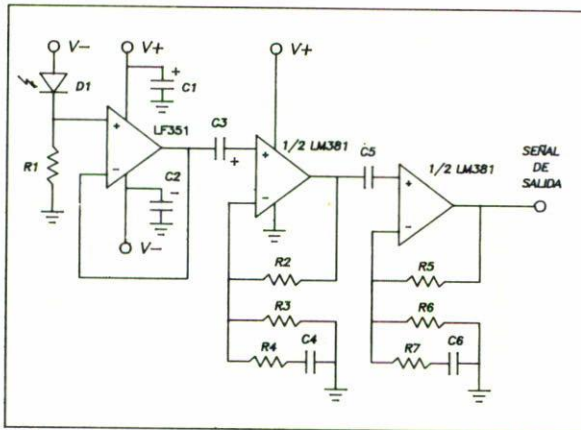 V-
V+
V+
D1
+
C1
LF351
C3
1/2 LM381
C5
1/2 LM381
SEÑAL
DE
SALIDA
+
+
+
+
R1
-
C2
-
-
-
V-
R2
R5
R3
R6
R4
C4
R7
C6